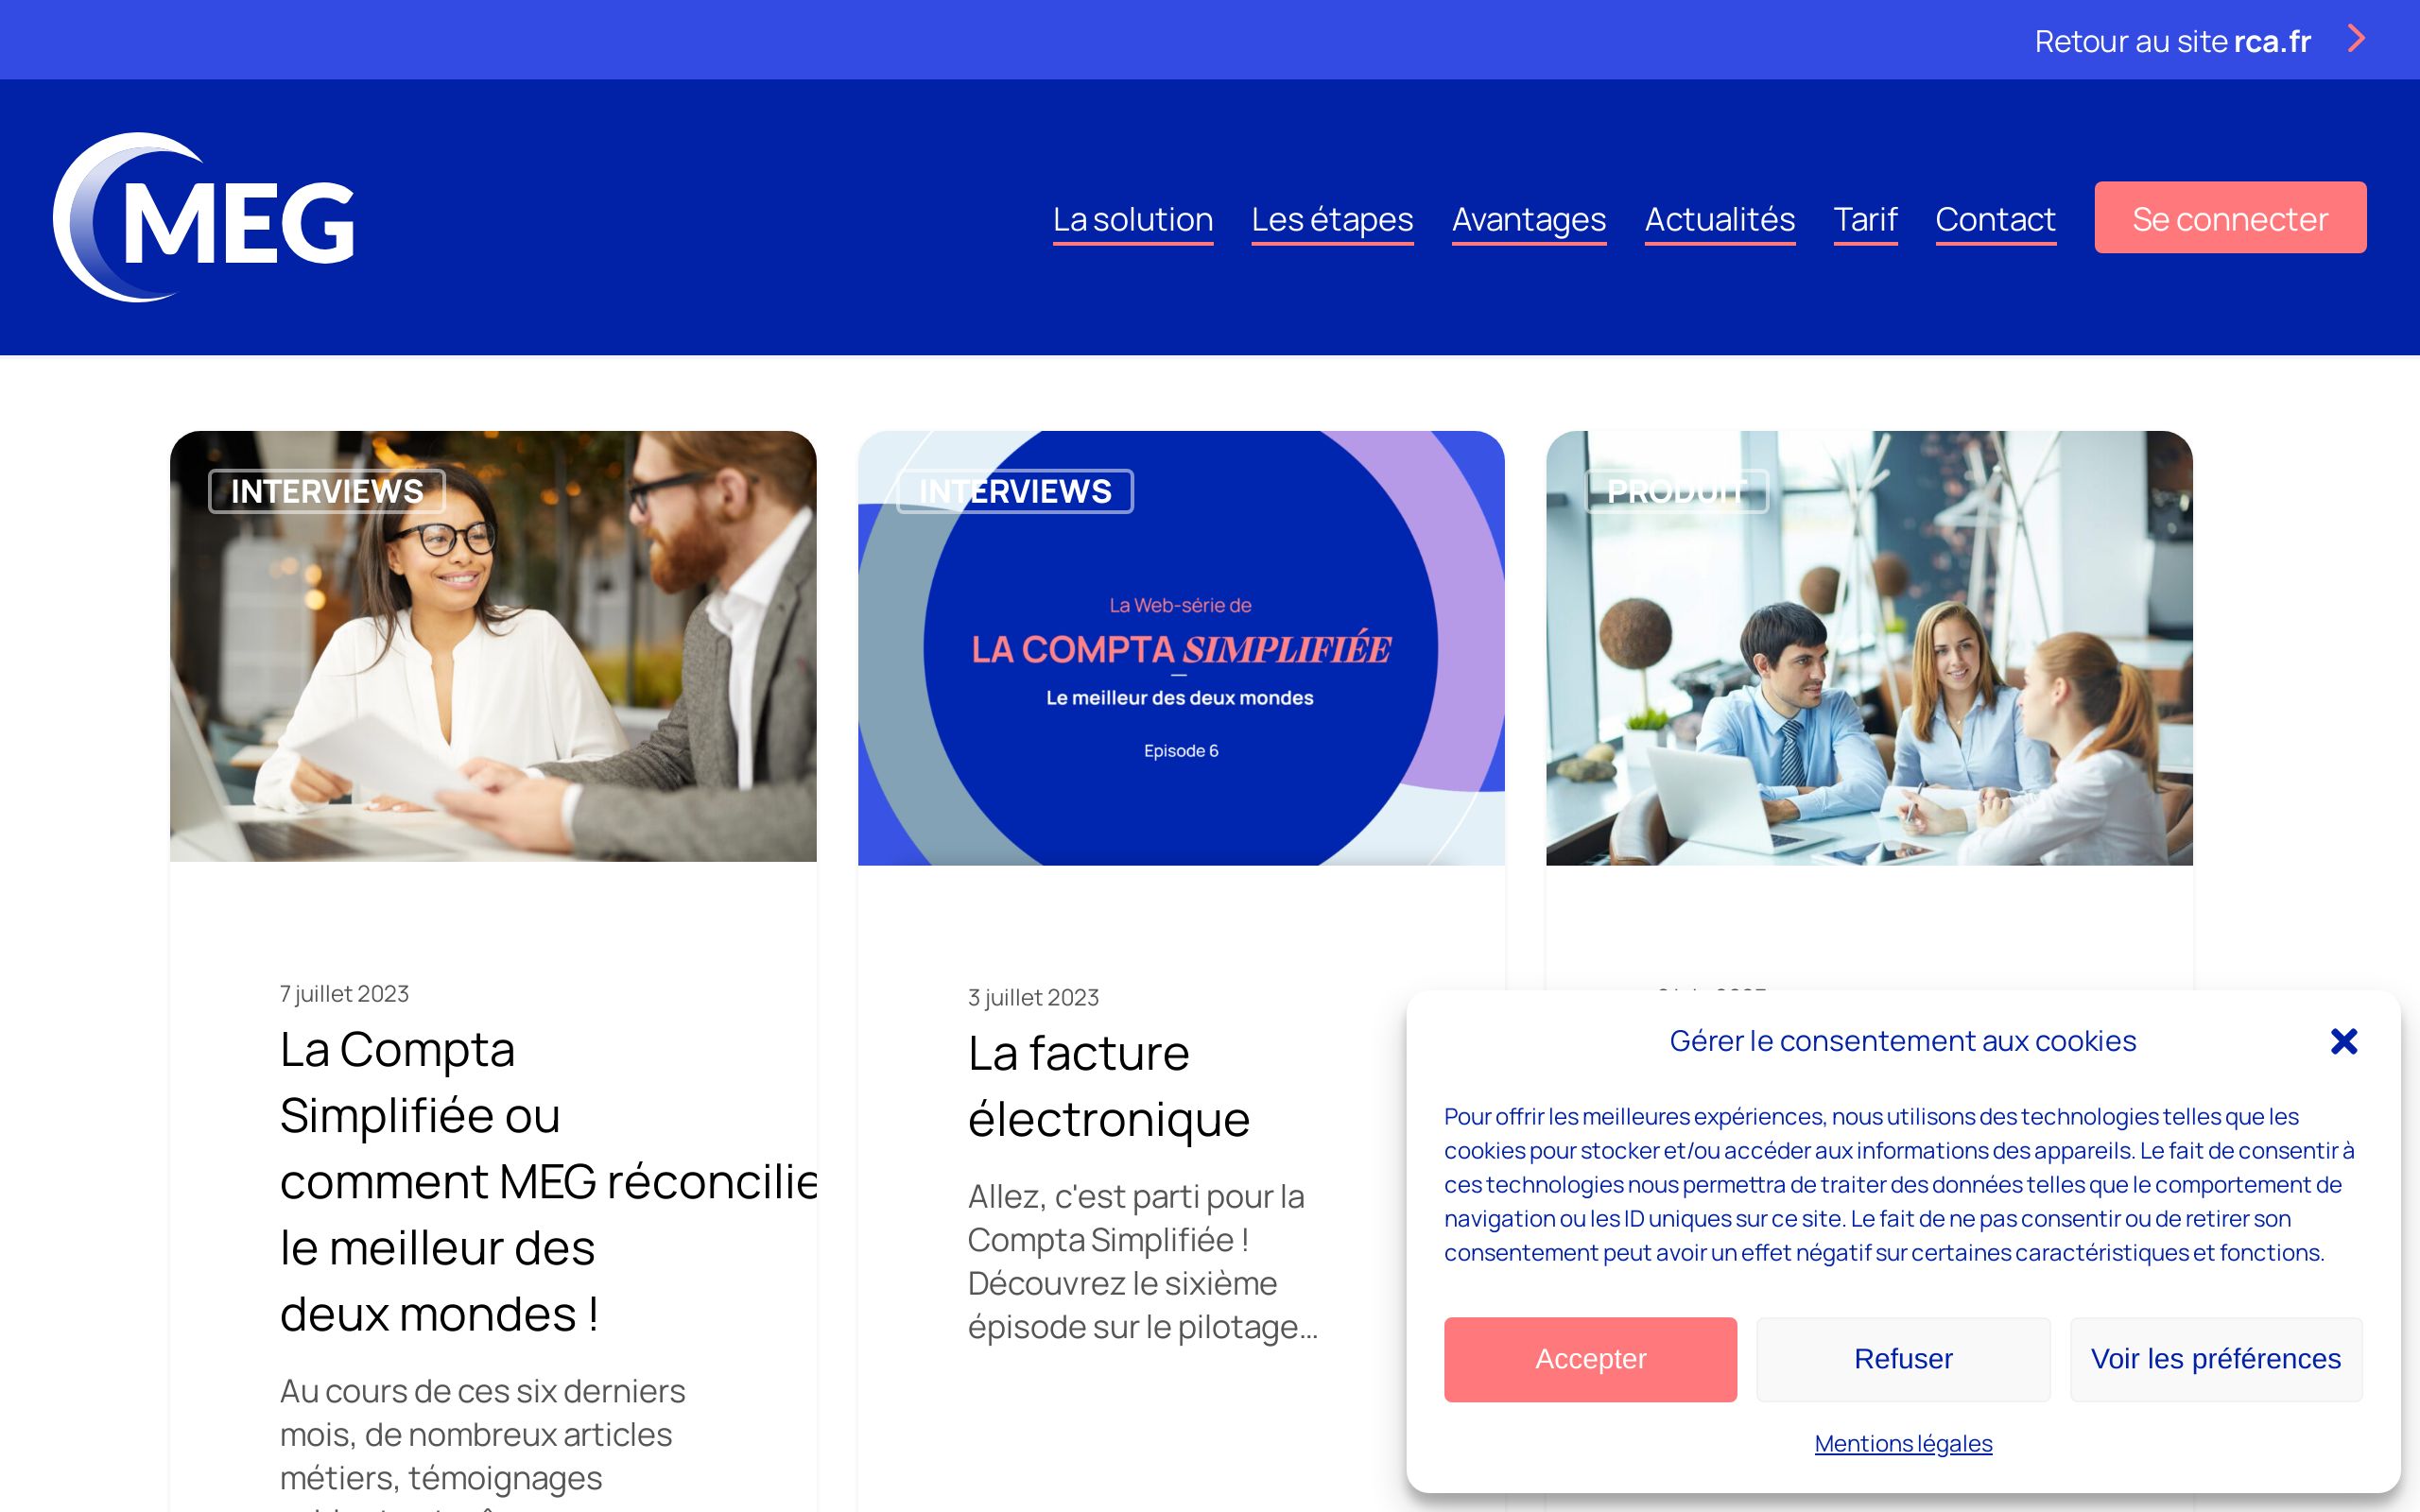 Retour au site rca.fr
MEG
La solution
Les étapes
Avantages
Actualités
Tarif
Contact
Se connecter
INTERVIEWS
7 juillet 2023
La Compta
Simplifiée ou
comment MEG réconcilie
le meilleur des
deux mondes !
Au cours de ces six derniers
mois, de nombreux articles
métiers, témoignages
INTERVIEWS
La Web-série de
LA COMPTA SIMPLIFIÉE
Le meilleur des deux mondes
Episode 6
3 juillet 2023
La facture
électronique
Allez, c'est parti pour la
Compta Simplifiée !
Découvrez le sixième
épisode sur le pilotage...
PRODUIT
Gérer le consentement aux cookies
Pour offrir les meilleures expériences, nous utilisons des technologies telles que les
cookies pour stocker et/ou accéder aux informations des appareils. Le fait de consentir à
ces technologies nous permettra de traiter des données telles que le comportement de
navigation ou les ID uniques sur ce site. Le fait de ne pas consentir ou de retirer son
consentement peut avoir un effet négatif sur certaines caractéristiques et fonctions.
Accepter
Refuser
Voir les préférences
Mentions légales